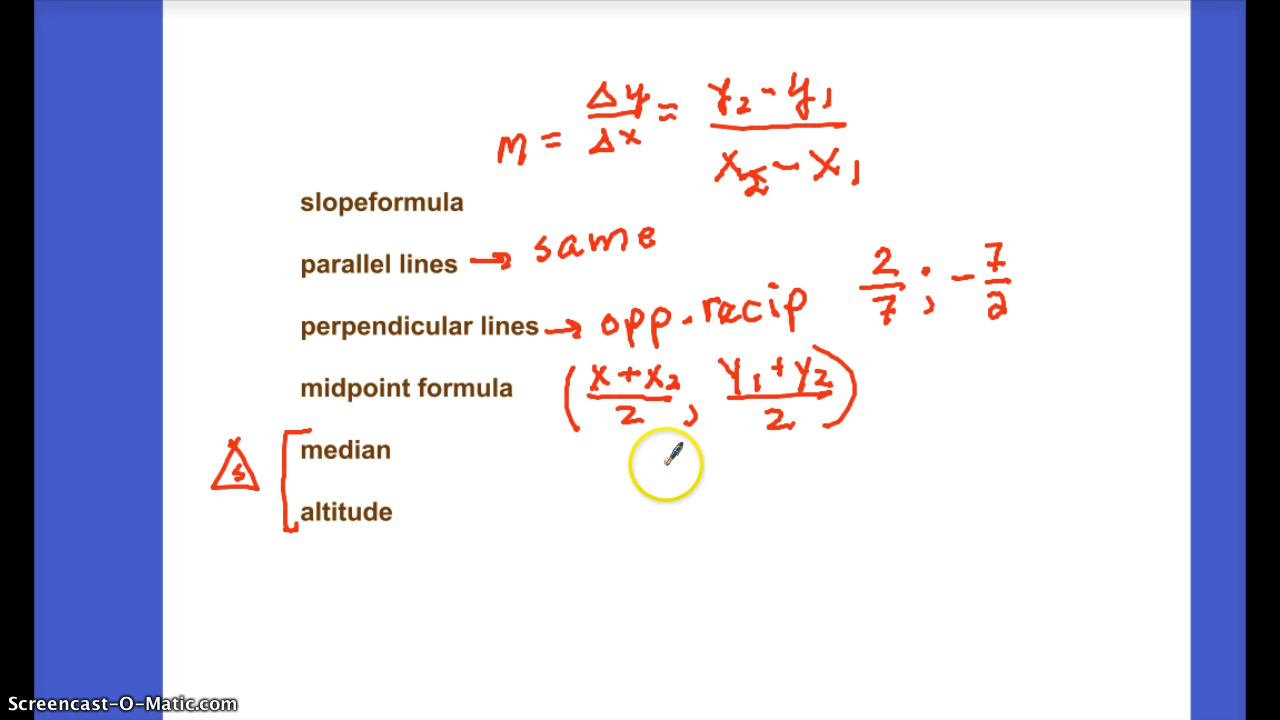 m = Δy/Δx = y₂ - y₁ / x₂ - x₁
slopeformula
parallel lines → same
perpendicular lines → opp. recip 2/7 ; -7/2
midpoint formula (x + x₂ / 2 , y₁ + y₂ / 2)
Δs [ median
altitude
Screencast-O-Matic.com